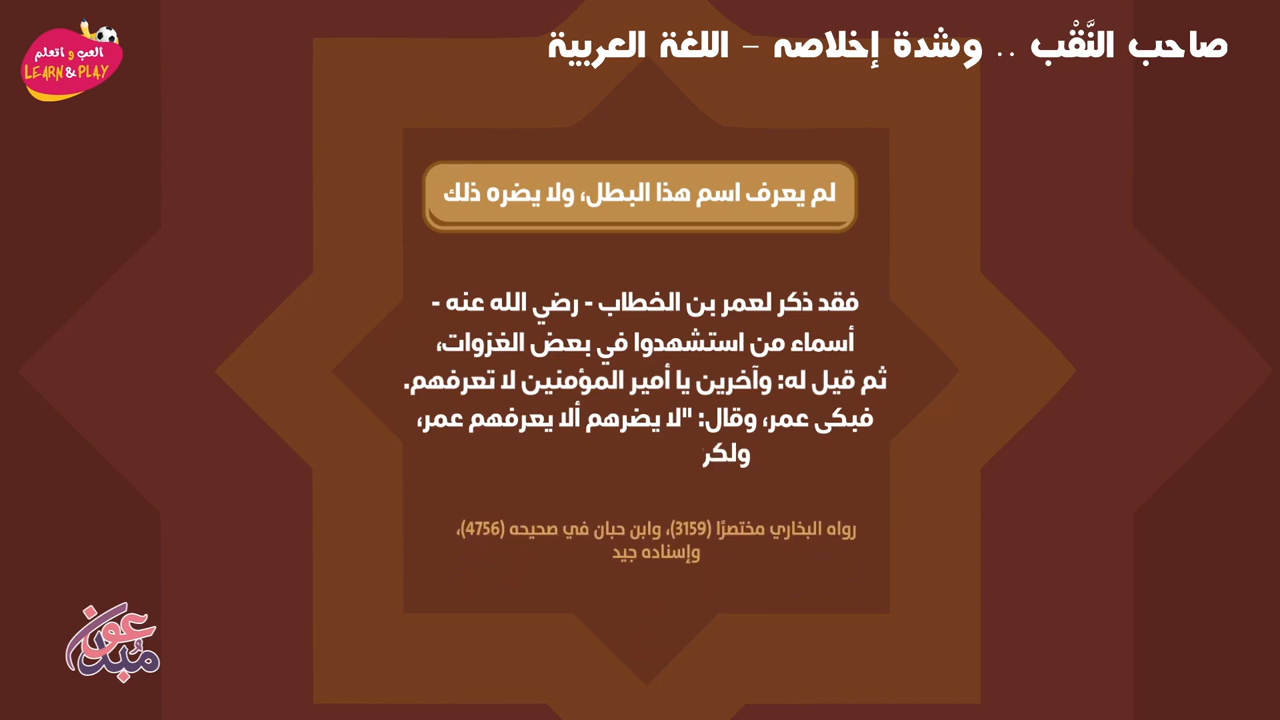 صاحب النَّقْب .. وشدة إخلاصه – اللغة العربية
العب و اتعلم
LEARN & PLAY
لم يعرف اسم هذا البطل، ولا يضره ذلك
فقد ذكر لعمر بن الخطاب - رضي الله عنه -
أسماء من استشهدوا في بعض الغزوات،
ثم قيل له: وآخرين يا أمير المؤمنين لا تعرفهم.
فبكى عمر، وقال: "لا يضرهم ألا يعرفهم عمر،
ولكر
رواه البخاري مختصرًا (3159)، وابن حبان في صحيحه (4756)،
وإسناده جيد
مُبدعون